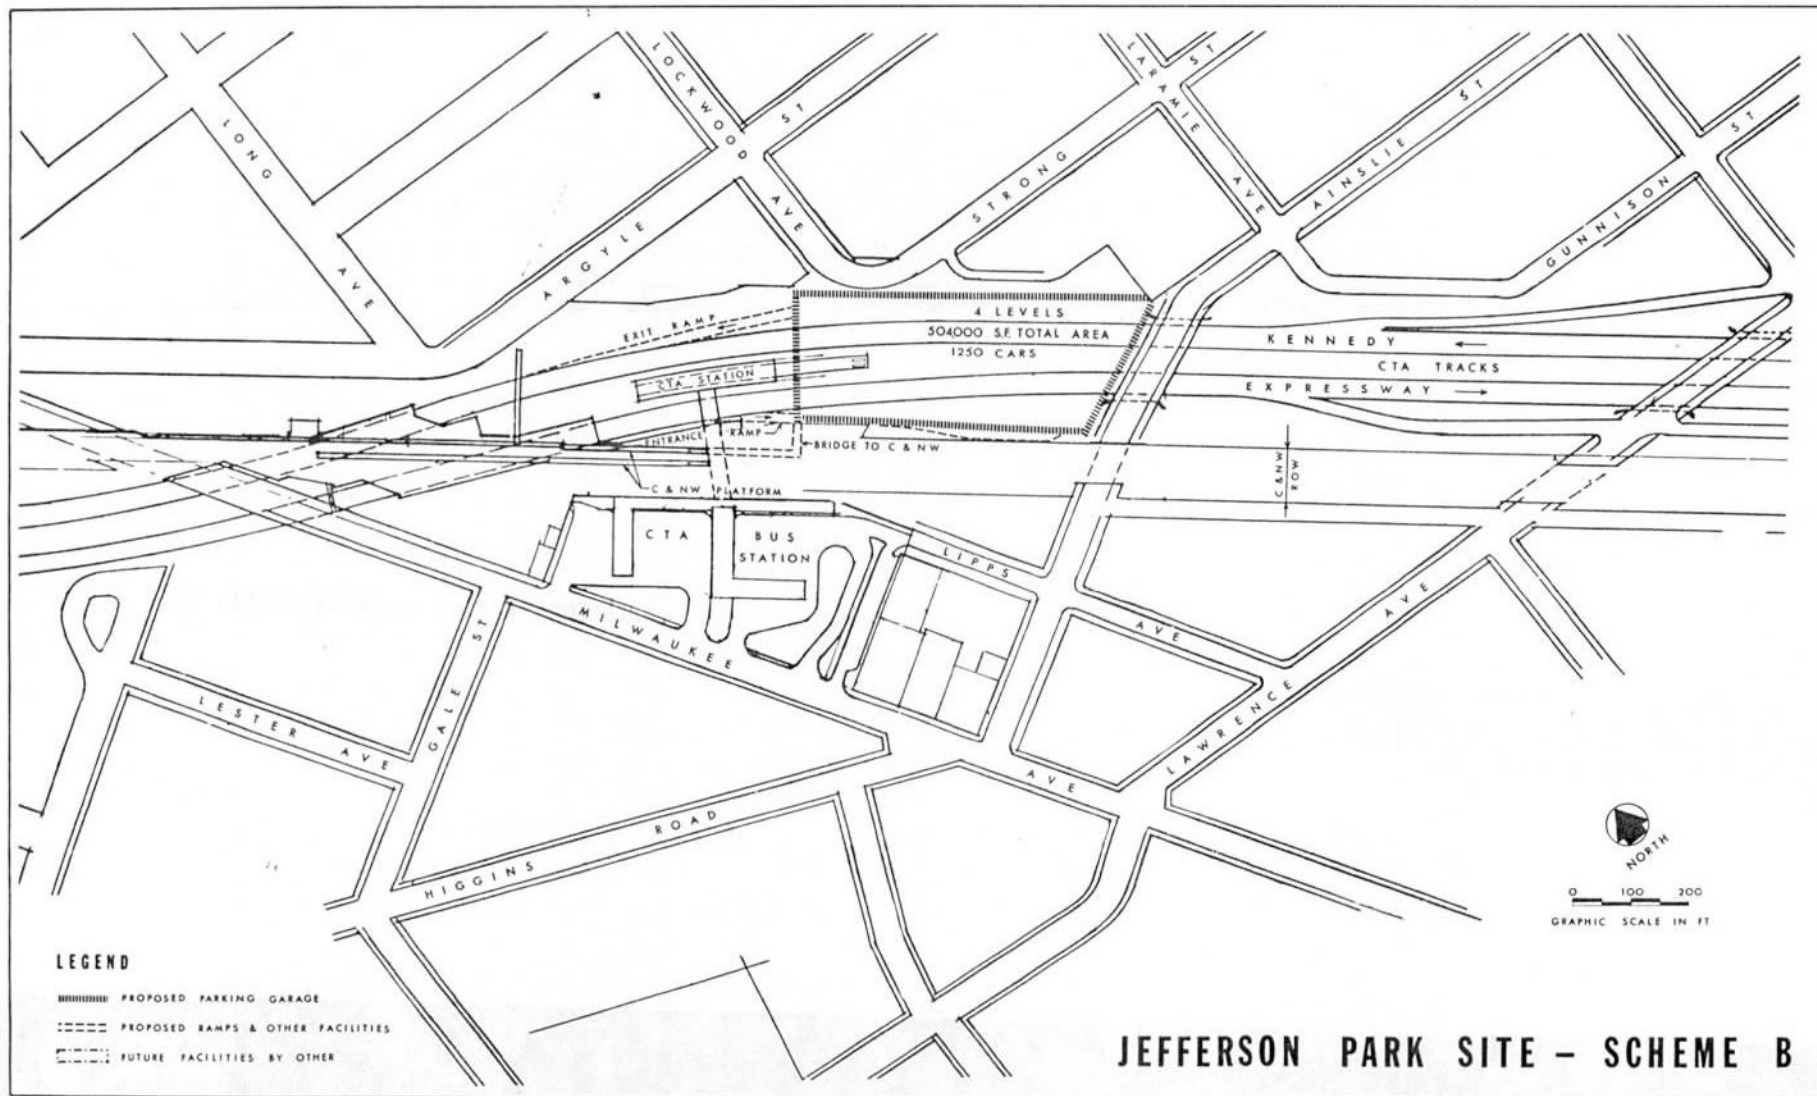 LOCKWOOD AVE
LARAMIE AVE
LONG AVE
ARGYLE ST
STRONG ST
AINSLIE ST
GUNNISON ST
EXIT RAMP
4 LEVELS
504,000 S.F. TOTAL AREA
1250 CARS
KENNEDY
CTA TRACKS
EXPRESSWAY
CTA STATION
ENTRANCE RAMP
BRIDGE TO C & NW
C & NW ROW
C & NW PLATFORM
CTA BUS
STATION
LIPPS AVE
MILWAUKEE AVE
GALE ST
LESTER AVE
LAWRENCE AVE
HIGGINS ROAD
NORTH
0 100 200
GRAPHIC SCALE IN FT
LEGEND
PROPOSED PARKING GARAGE
PROPOSED RAMPS & OTHER FACILITIES
FUTURE FACILITIES BY OTHER
JEFFERSON PARK SITE – SCHEME B